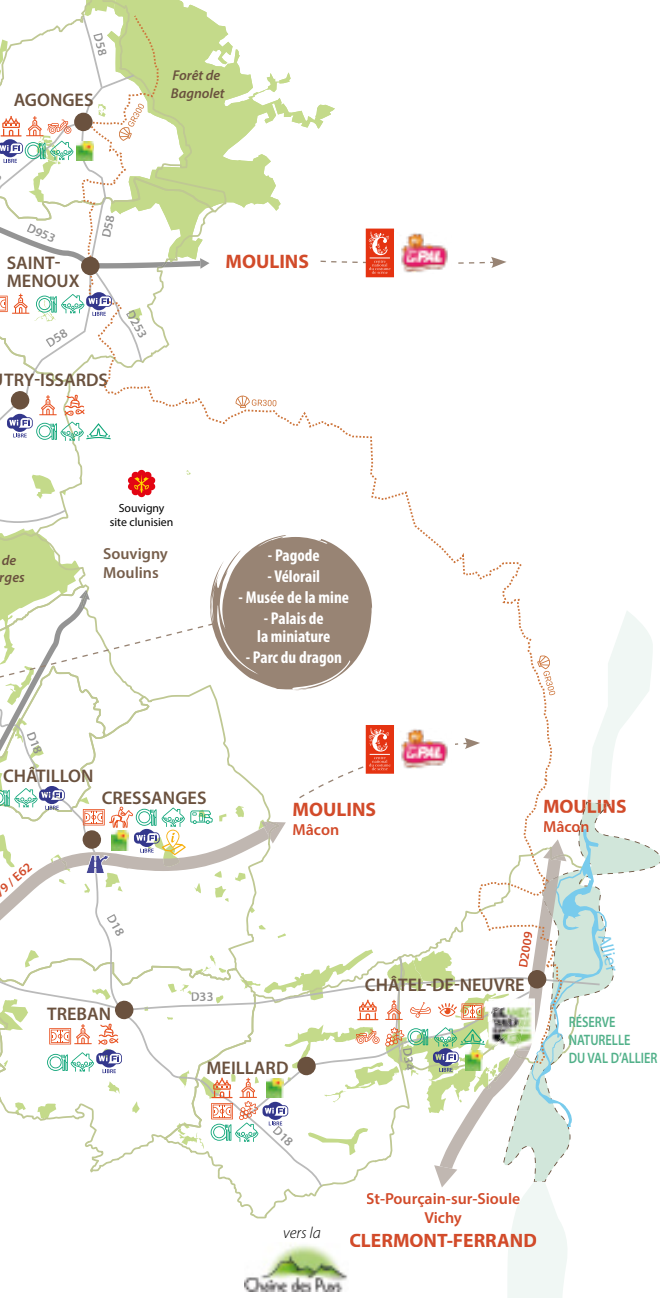 D58
Forêt de
Bagnolet
AGONGES
GR300
WiFi
LIBRE
D953
D58
SAINT-
MENOUX
MOULINS
PAL
WiFi
LIBRE
D58
D253
UTRY-ISSARDS
GR300
WiFi
LIBRE
Souvigny
site clunisien
de
rges
Souvigny
Moulins
- Pagode
- Vélorail
- Musée de la mine
- Palais de
la miniature
- Parc du dragon
GR300
D18
PAL
CHÂTILLON
WiFi
LIBRE
CRESSANGES
WiFi
LIBRE
MOULINS
Mâcon
MOULINS
Mâcon
79 / E62
D18
D2009
Allier
D33
CHÂTEL-DE-NEUVRE
TREBAN
WiFi
LIBRE
D34
WiFi
LIBRE
RÉSERVE
NATURELLE
DU VAL D'ALLIER
MEILLARD
WiFi
LIBRE
D18
St-Pourçain-sur-Sioule
Vichy
CLERMONT-FERRAND
vers la
Chaîne des Puys